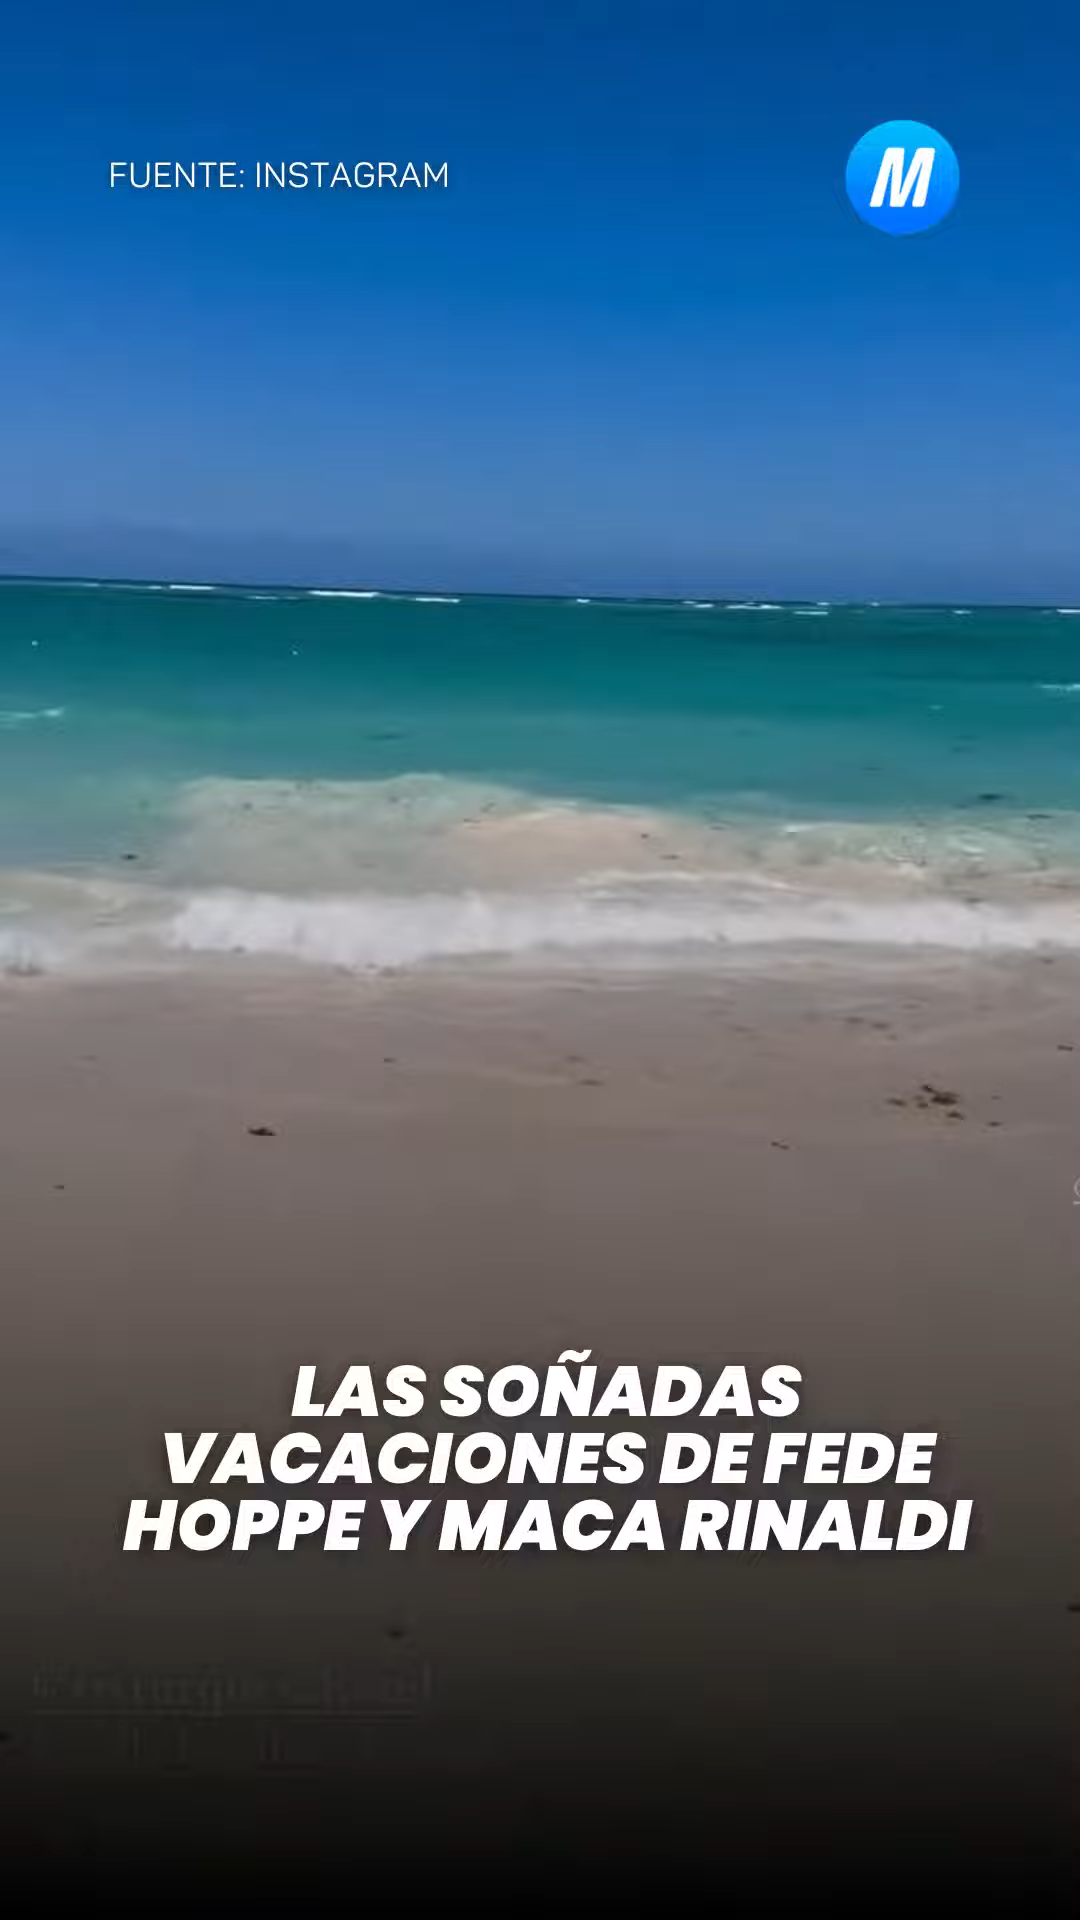 FUENTE: INSTAGRAM
M
LAS SOÑADAS
VACACIONES DE FEDE
HOPPE Y MACA RINALDI